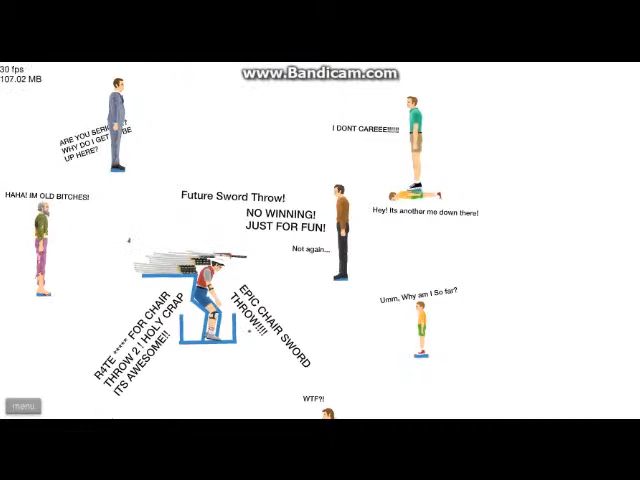 www.Bandicam.com
30 fps
107.02 MB
ARE YOU
WHY DO I GET BE
UP HERE?
I DONT CAREEE!!!!!!
HAHA! IM OLD BITCHES!
Future Sword Throw!
NO WINNING!
JUST FOR FUN!
Hey! Its another me down there!
Not again...
R4TE ***** FOR CHAIR
THROW 2 ! HOLY CRAP
ITS AWESOME!!
EPIC CHAIR SWORD
THROW!!!!
Umm, Why am I So far?
menu
WTF?!